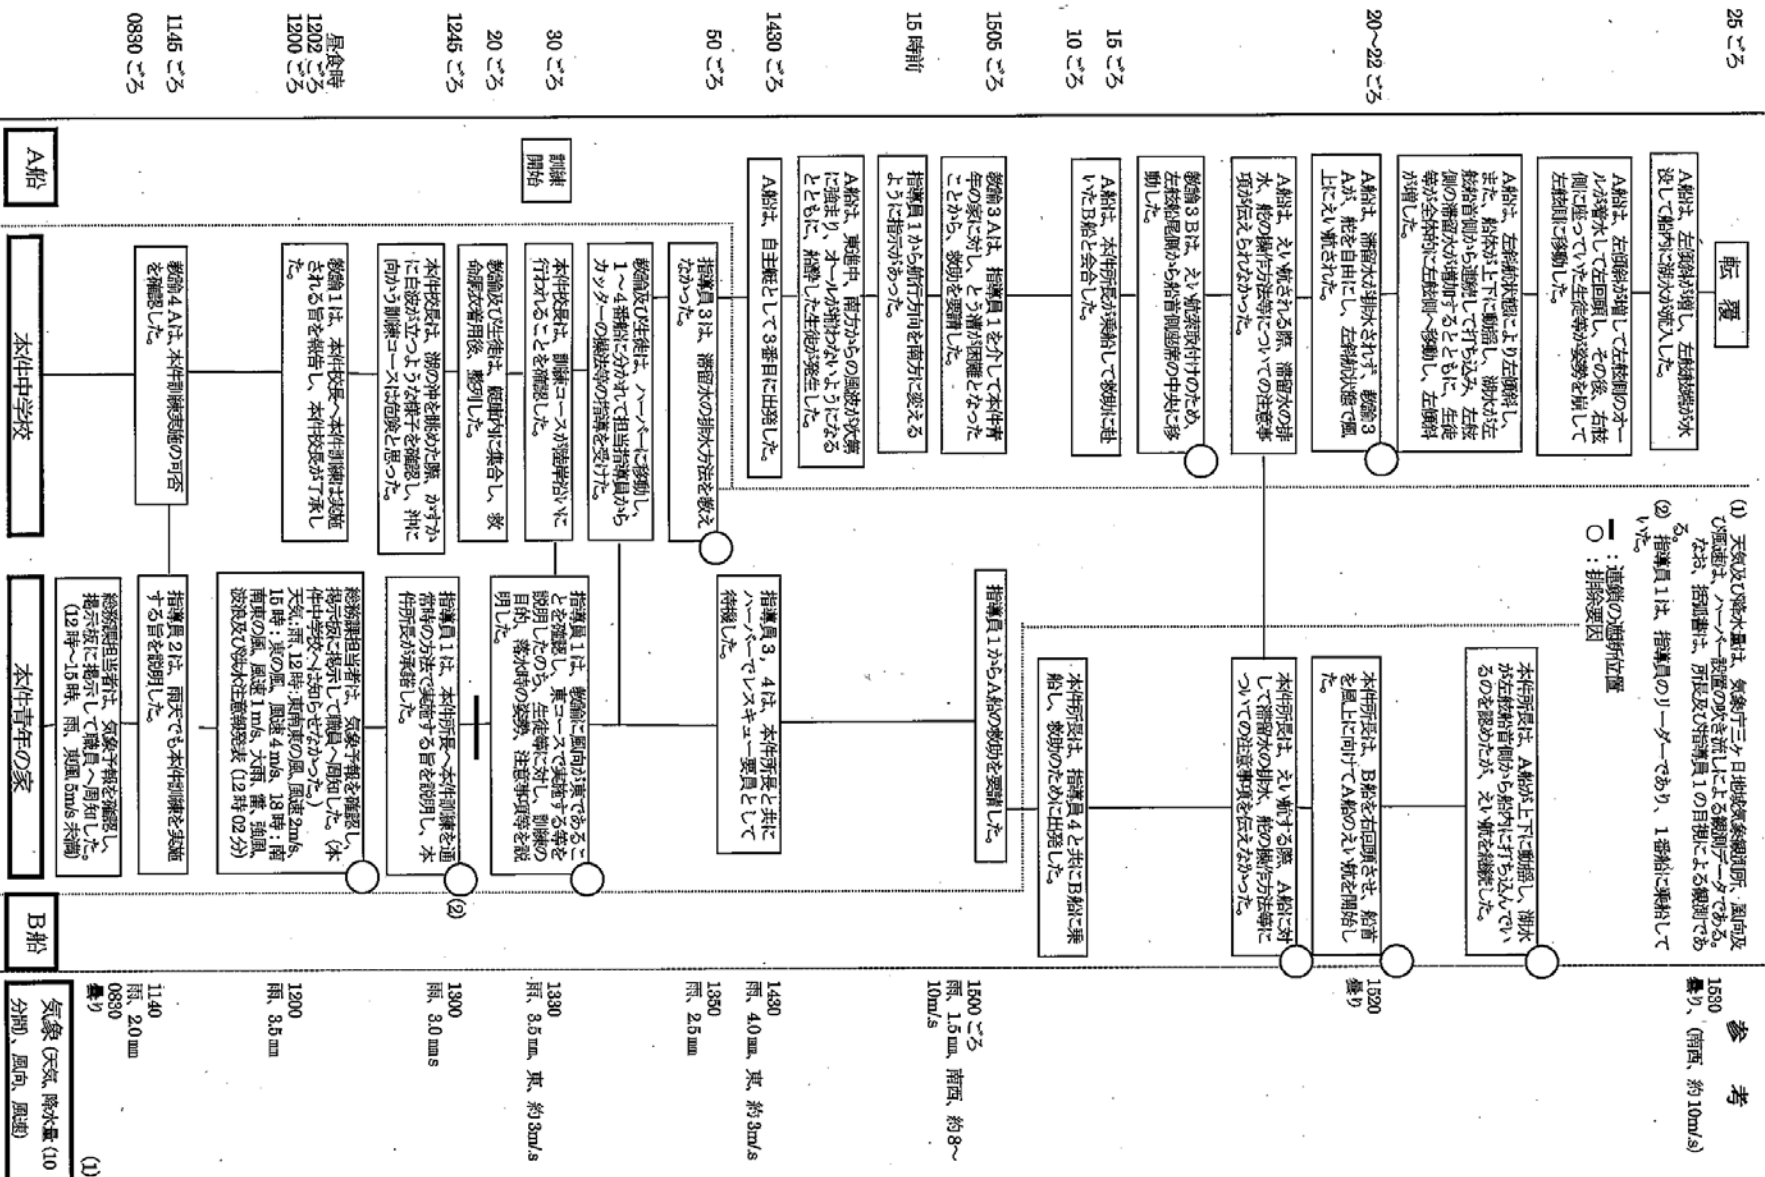 25 ごろ
20～22 ごろ
15 ごろ
10 ごろ
1505 ごろ
15 時前
1430 ごろ
50 ごろ
30 ごろ
20 ごろ
1245 ごろ
昼食時
1202 ごろ
1200 ごろ
1145 ごろ
0830 ごろ
転　覆
A船は、左傾斜が増し、左舷舷端が水
没して船内に湖水が流入した。
A船は、左傾斜が増して左舷側のオー
ルが着水して左回頭し、その後、右舷
側に座っていた生徒等が姿勢を崩して
左舷側に移動した。
A船は、左斜航状態により左傾斜し、
また、船体が上下に動揺し、湖水が左
舷船首側から連続して打ち込み、左舷
側の滞留水が増加するとともに、生徒
等が全体的に左舷側へ移動し、左傾斜
が増した。
A船は、滞留水が排水されず、教諭3
Aが、舵を自由にし、左斜航状態で風
上にえい航された。
A船は、えい航される際、滞留水の排
水、舵の操作方法等についての注意事
項が伝えられなかった。
教諭3Bは、えい航索取付けのため、
左舷船尾側から船首側座席の中央に移
動した。
A船は、本件所長が乗船して救助に赴
いたB船と会合した。
教諭3Aは、指導員1を介して本件青
年の家に対し、とう漕が困難となった
ことから、救助を要請した。
指導員1から航行方向を南方に変える
ように指示があった。
A船は、東進中、南方からの風波が次第
に強まり、オールが揃わないようになる
とともに、船酔した生徒が発生した。
A船は、自主艇として3番目に出発した。
訓練
開始
指導員3は、滞留水の排水方法を教え
なかった。
教諭及び生徒は、ハーバーに移動し、
1～4番船に分かれて担当指導員から
カッターの操法等の指導を受けた。
本件校長は、訓練コースが陸岸沿いに
行われることを確認した。
教諭及び生徒は、艇庫内に集合し、救
命胴衣着用後、整列した。
本件校長は、湖の沖を眺めた際、かすか
に白波が立つような様子を確認し、沖に
向かう訓練コースは危険と思った。
教諭1は、本件校長へ本件訓練は実施
される旨を報告し、本件校長が了承し
た。
教諭4Aは、本件訓練実施の可否
を確認した。
A船
本件中学校
(1) 天気及び降水量は、気象庁三ヶ日地域気象観測所、風向及
び風速は、ハーバー設置の吹き流しによる観測データである。
なお、括弧書は、所長及び指導員1の目視による観測であ
る。
(2) 指導員1は、指導員のリーダーであり、1番船に乗船して
いた。
━ ：連鎖の遮断位置
○ ：排除要因
本件所長は、A船が上下に動揺し、湖水
が左舷船首側から船内に打ち込んでい
るのを認めたが、えい航を継続した。
本件所長は、B船を右回頭させ、船首
を風上に向けてA船のえい航を開始し
た。
本件所長は、えい航する際、A船に対
して滞留水の排水、舵の操作方法等に
ついての注意事項を伝えなかった。
本件所長は、指導員4と共にB船に乗
船し、救助のために出発した。
指導員1からA船の救助を要請した。
指導員3，4は、本件所長と共に
ハーバーでレスキュー要員として
待機した。
指導員1は、教諭に風向が東であるこ
とを確認し、東コースで実施する等を
説明したのち、生徒等に対し、訓練の
目的、落水時の姿勢、注意事項等を説
明した。
指導員1は、本件所長へ本件訓練を通
常時の方法で実施する旨を説明し、本
件所長が承諾した。
(2)
総務課担当者は、気象予報を確認し、
掲示板に掲示して職員へ周知した。（本
件中学校へは知らせなかった。）
天気:雨、12時:東南東の風、風速2m/s、
15時：東の風、風速4m/s、18時：南
南東の風、風速1m/s、大雨、雷、強風、
波浪及び洪水注意報発表（12時02分）
指導員2は、雨天でも本件訓練を実施
する旨を説明した。
総務課担当者は、気象予報を確認し、
掲示板に掲示して職員へ周知した。
(12時～15時、雨、東風5m/s未満)
本件青年の家
B船
参　考
1530
曇り、（南西、約10m/s）
1520
曇り
1500 ごろ
雨、1.5mm、南西、約8～
10m/s
1430
雨、4.0mm、東、約3m/s
1350
雨、2.5mm
1330
雨、3.5mm、東、約3m/s
1300
雨、3.0mms
1200
雨、3.5mm
1140
雨、2.0mm
0830
曇り
(1)
気象（天気、降水量（10
分間）、風向、風速）